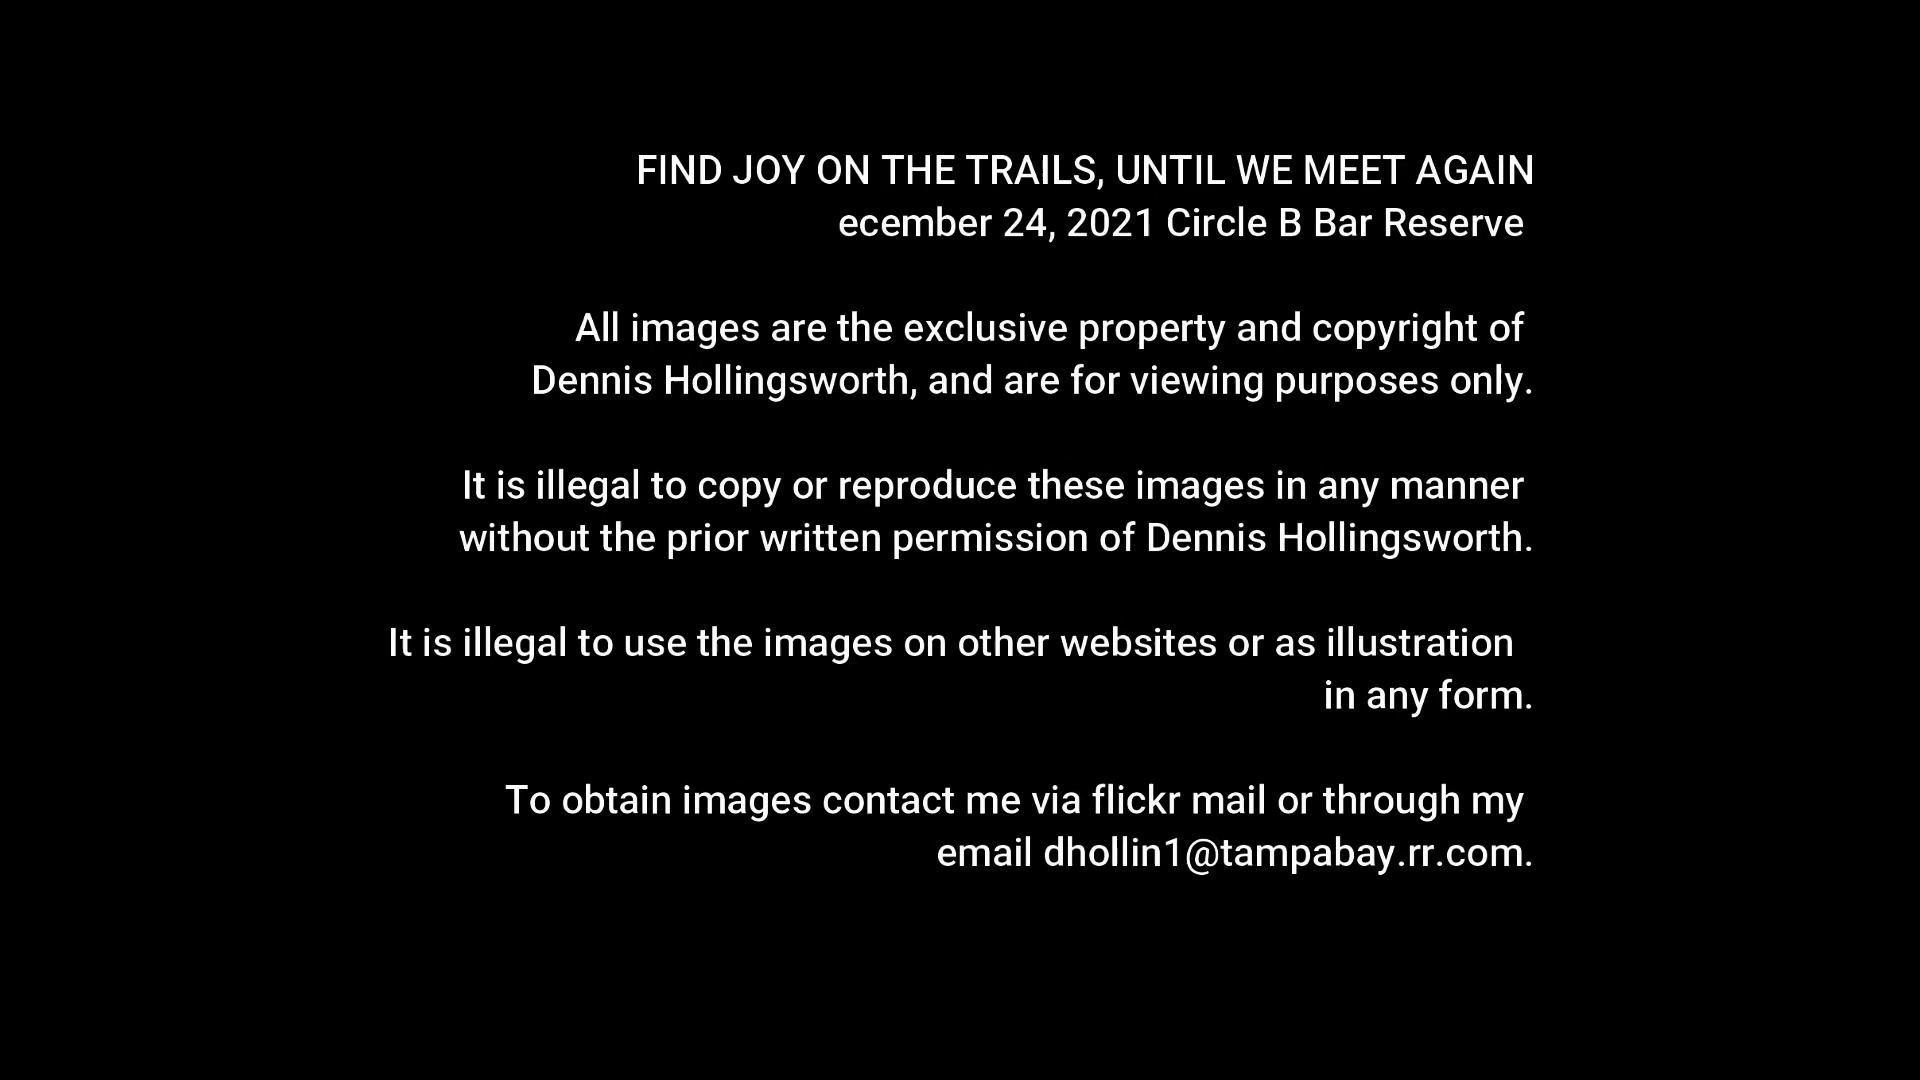 FIND JOY ON THE TRAILS, UNTIL WE MEET AGAIN
ecember 24, 2021 Circle B Bar Reserve
All images are the exclusive property and copyright of
Dennis Hollingsworth, and are for viewing purposes only.
It is illegal to copy or reproduce these images in any manner
without the prior written permission of Dennis Hollingsworth.
It is illegal to use the images on other websites or as illustration
in any form.
To obtain images contact me via flickr mail or through my
email dhollin1@tampabay.rr.com.